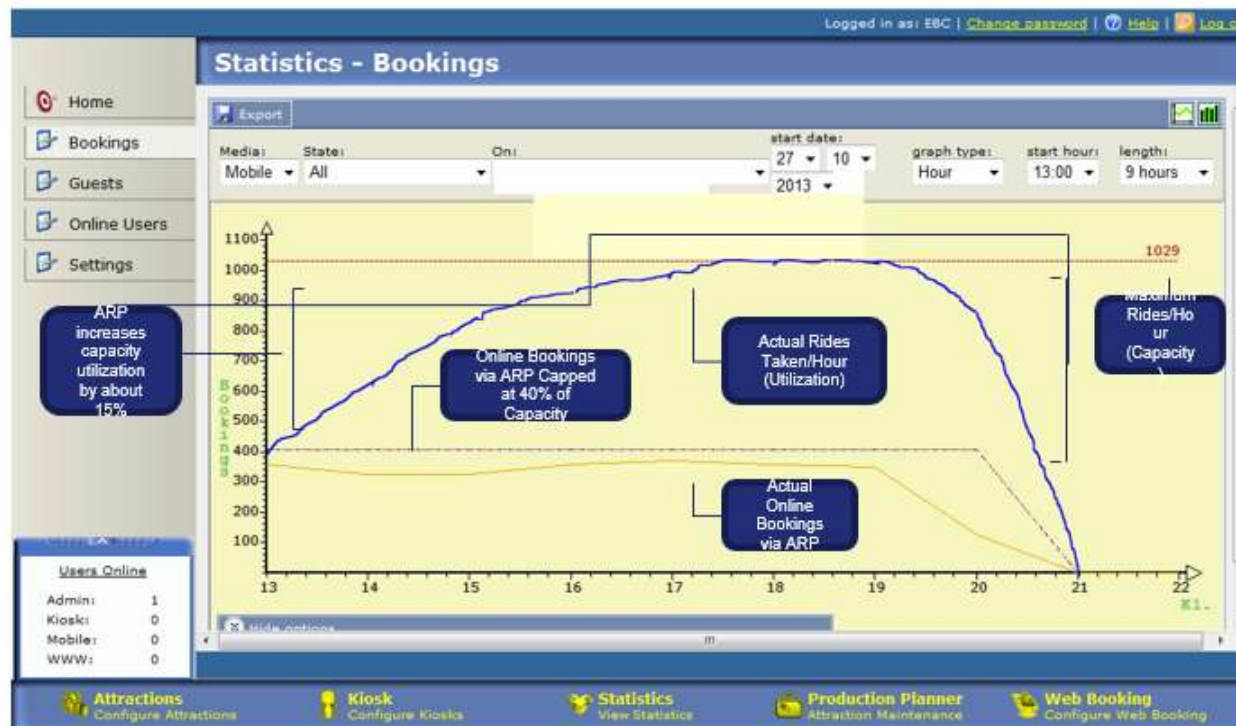 Logged in as: EBC | Change password | Help | Log
Statistics - Bookings
Home
Bookings
Guests
Online Users
Settings
Export
Media:
State:
On:
start date:
graph type:
start hour:
length:
Mobile
All
27
10
2013
Hour
13:00
9 hours
1100
1000
900
800
700
600
500
400
300
200
100
Bookings
1029
13
14
15
16
17
18
19
20
21
22
Kl.
ARP
increases
capacity
utilization
by about
15%
Online Bookings
via ARP Capped
at 40% of
Capacity
Actual Rides
Taken/Hour
(Utilization)
Maximum
Rides/Ho
ur
(Capacity
)
Actual
Online
Bookings
via ARP
Users Online
Admin: 1
Kiosk: 0
Mobile: 0
WWW: 0
Hide options
Attractions
Configure Attractions
Kiosk
Configure Kiosks
Statistics
View Statistics
Production Planner
Attraction Maintenance
Web Booking
Configure Web Booking